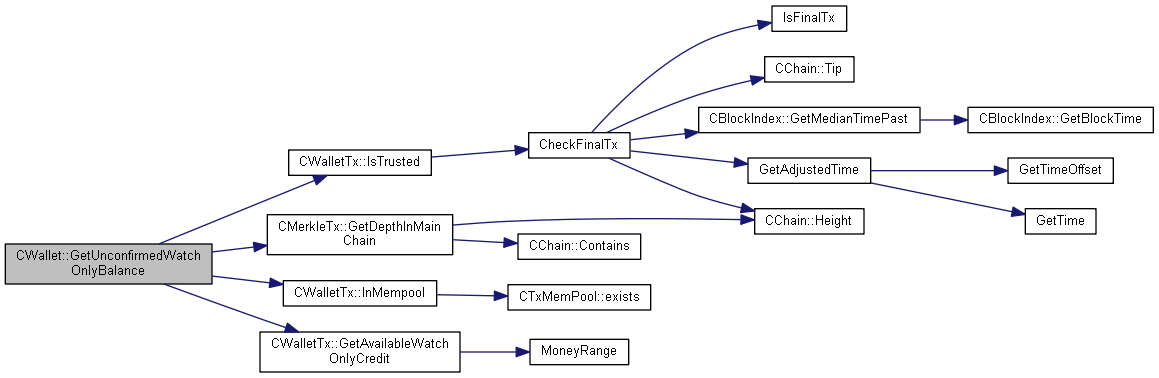 IsFinalTx
CChain::Tip
CBlockIndex::GetMedianTimePast
CBlockIndex::GetBlockTime
CheckFinalTx
CWalletTx::IsTrusted
GetAdjustedTime
GetTimeOffset
CChain::Height
GetTime
CMerkleTx::GetDepthInMain
Chain
CChain::Contains
CWallet::GetUnconfirmedWatch
OnlyBalance
CWalletTx::InMempool
CTxMemPool::exists
CWalletTx::GetAvailableWatch
OnlyCredit
MoneyRange